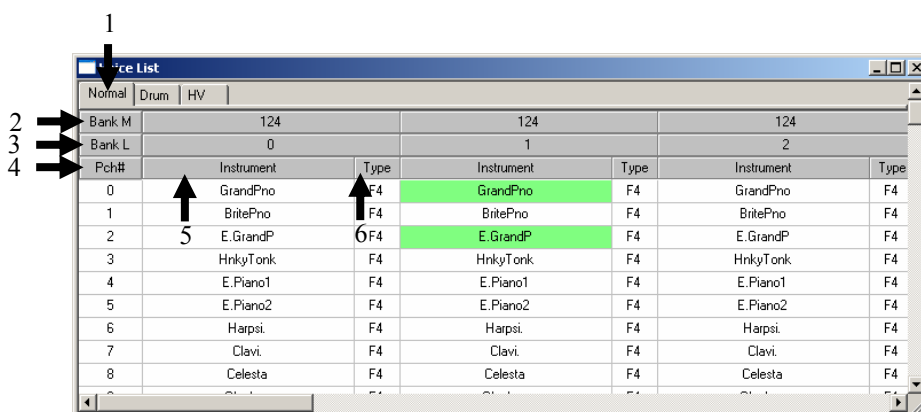 1
Voice List
Normal Drum HV
2 Bank M 124 124 124
3 Bank L 0 1 2
4 Pch# Instrument Type Instrument Type Instrument Type
0 GrandPno F4 GrandPno F4 GrandPno F4
1 BritePno F4 BritePno F4 BritePno F4
5 6
2 E.GrandP F4 E.GrandP F4 E.GrandP F4
3 HnkyTonk F4 HnkyTonk F4 HnkyTonk F4
4 E.Piano1 F4 E.Piano1 F4 E.Piano1 F4
5 E.Piano2 F4 E.Piano2 F4 E.Piano2 F4
6 Harpsi. F4 Harpsi. F4 Harpsi. F4
7 Clavi. F4 Clavi. F4 Clavi. F4
8 Celesta F4 Celesta F4 Celesta F4